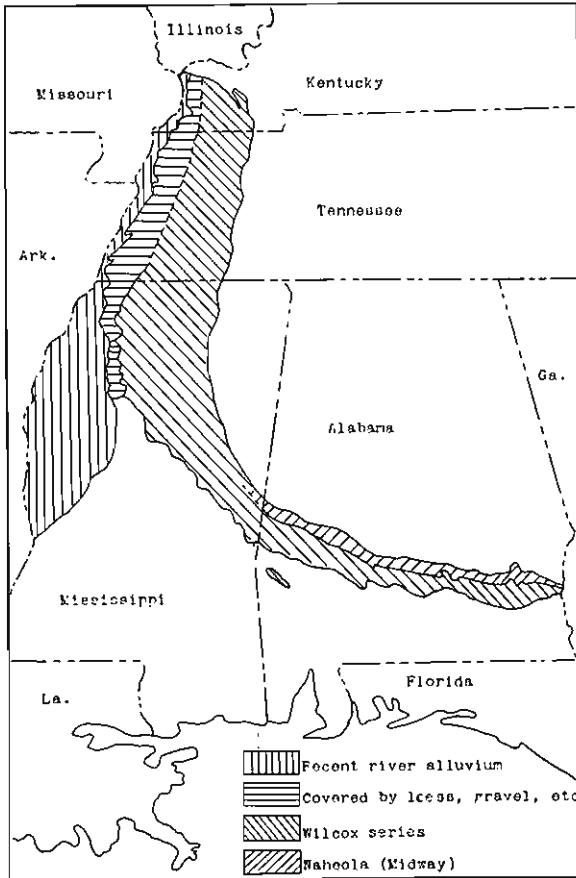 Illinois
Missouri
Kentucky
Tennessee
Ark.
Ga.
Alabama
Mississippi
La.
Florida
Recent river alluvium
Covered by loess, gravel, etc
Wilcox series
Naheola (Midway)